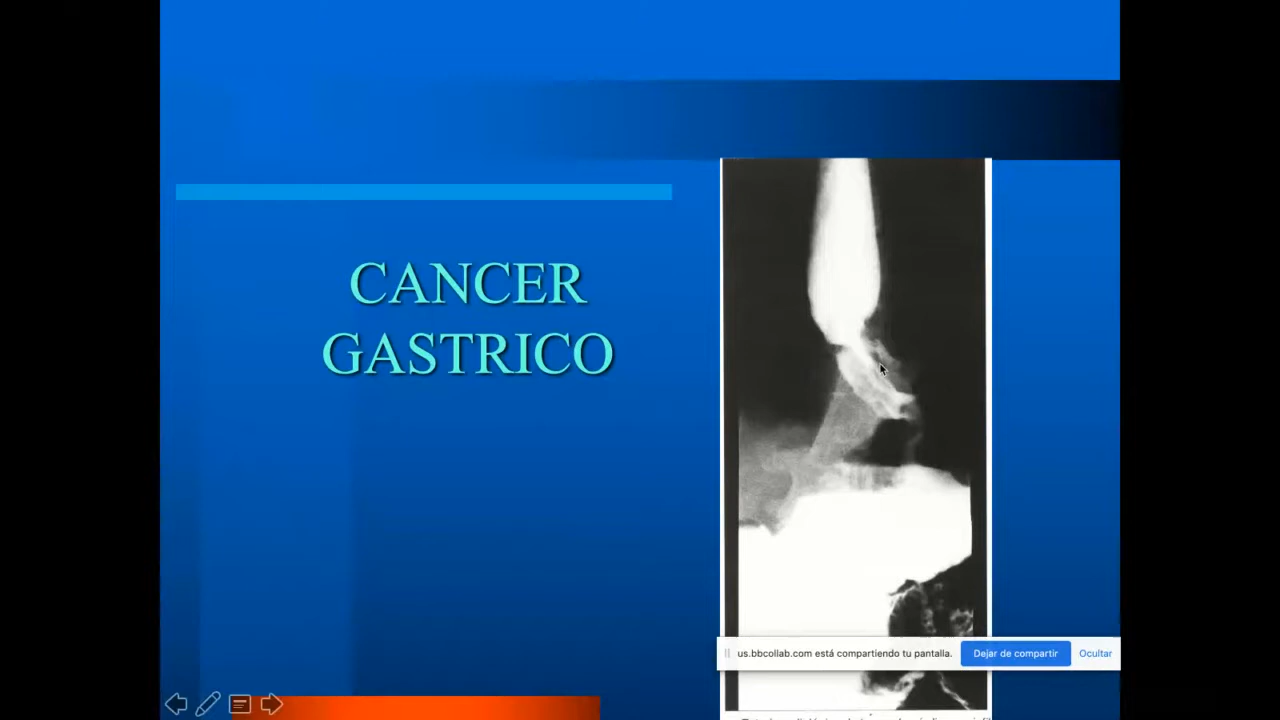 CANCER
GASTRICO
us.bbcollab.com está compartiendo tu pantalla.
Dejar de compartir
Ocultar